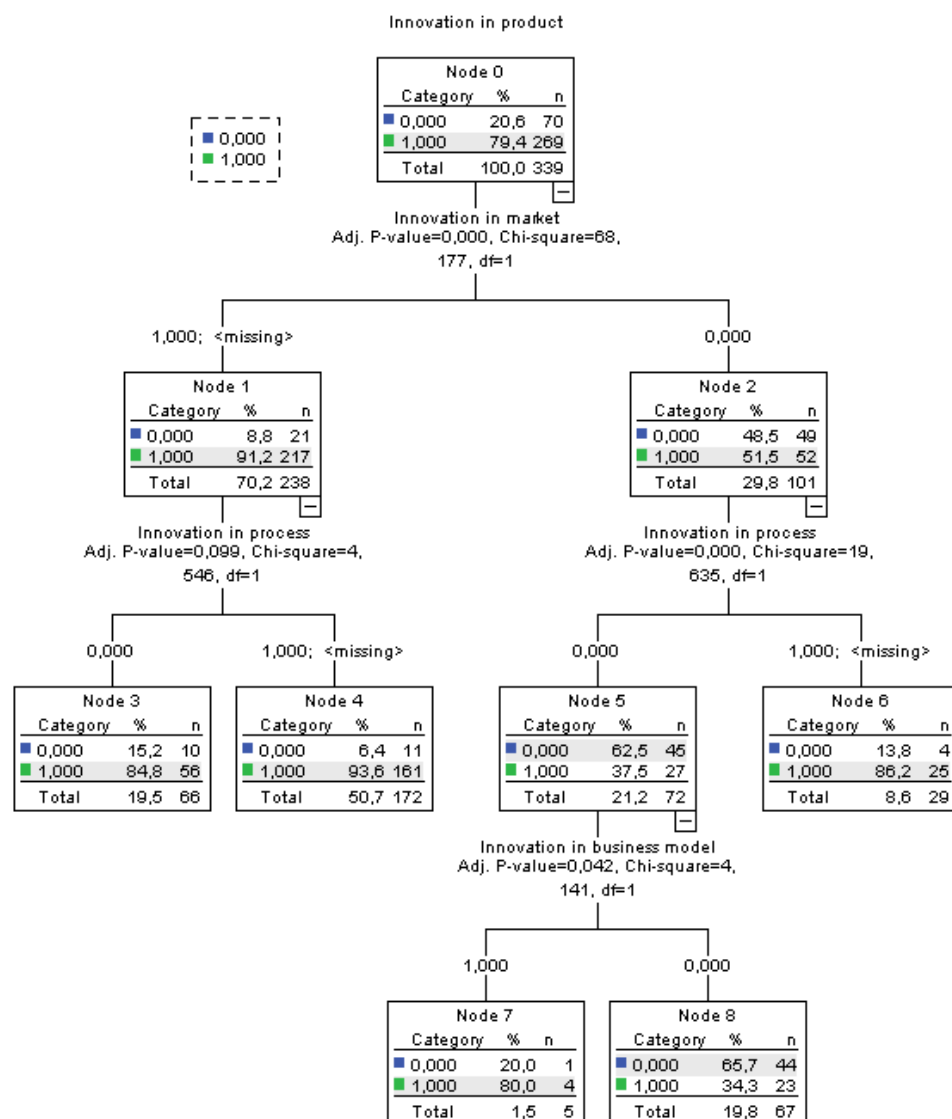 Innovation in product
Node 0
Category % n
0,000 20,6 70
1,000 79,4 269
Total 100,0 339
0,000
1,000
Innovation in market
Adj. P-value=0,000, Chi-square=68,
177, df=1
1,000; <missing>
0,000
Node 1
Category % n
0,000 8,8 21
1,000 91,2 217
Total 70,2 238
Node 2
Category % n
0,000 48,5 49
1,000 51,5 52
Total 29,8 101
Innovation in process
Adj. P-value=0,099, Chi-square=4,
546, df=1
Innovation in process
Adj. P-value=0,000, Chi-square=19,
635, df=1
0,000
1,000; <missing>
0,000
1,000; <missing>
Node 3
Category % n
0,000 15,2 10
1,000 84,8 56
Total 19,5 66
Node 4
Category % n
0,000 6,4 11
1,000 93,6 161
Total 50,7 172
Node 5
Category % n
0,000 62,5 45
1,000 37,5 27
Total 21,2 72
Node 6
Category % n
0,000 13,8 4
1,000 86,2 25
Total 8,6 29
Innovation in business model
Adj. P-value=0,042, Chi-square=4,
141, df=1
1,000
0,000
Node 7
Category % n
0,000 20,0 1
1,000 80,0 4
Total 1,5 5
Node 8
Category % n
0,000 65,7 44
1,000 34,3 23
Total 19,8 67